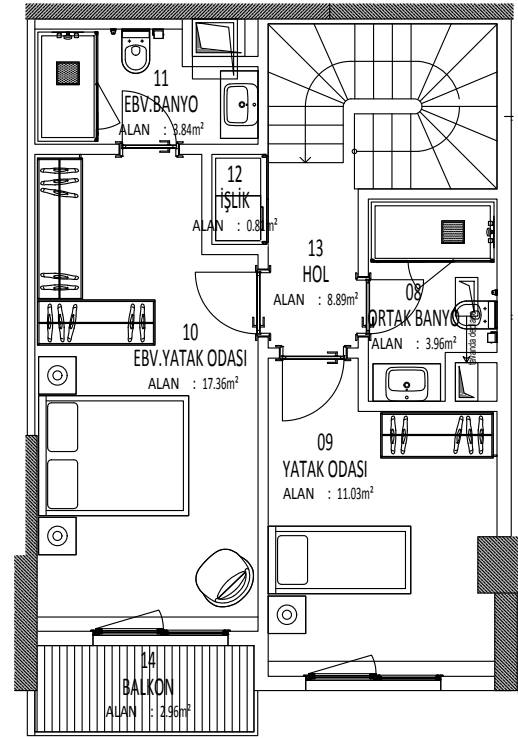 11
EBV.BANYO
ALAN : 3.84m²
12
İŞLİK
ALAN : 0.81m²
13
HOL
ALAN : 8.89m²
08
ORTAK BANYO
ALAN : 3.96m²
10
EBV.YATAK ODASI
ALAN : 17.36m²
09
YATAK ODASI
ALAN : 11.03m²
14
BALKON
ALAN : 2.96m²